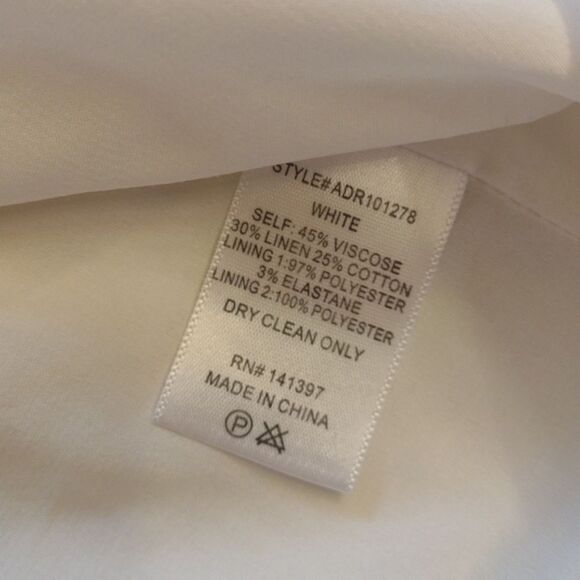 STYLE# ADR101278
WHITE
SELF: 45% VISCOSE
30% LINEN 25% COTTON
LINING 1:97% POLYESTER
3% ELASTANE
LINING 2:100% POLYESTER
DRY CLEAN ONLY
RN# 141397
MADE IN CHINA
P